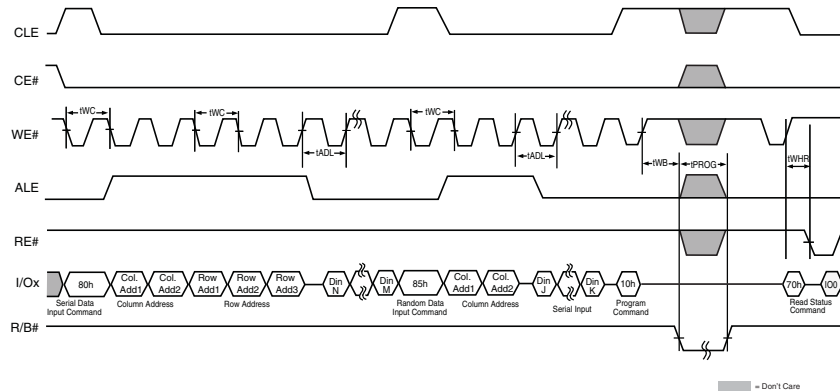 CLE
CE#
tWC
tWC
tWC
WE#
tADL
tADL
tWB
tPROG
tWHR
ALE
RE#
I/Ox
80h
Col. Add1
Col. Add2
Row Add1
Row Add2
Row Add3
Din N
Din M
85h
Col. Add1
Col. Add2
Din J
Din K
10h
70h
IO0
Serial Data
Input Command
Column Address
Row Address
Random Data
Input Command
Column Address
Serial Input
Program
Command
Read Status
Command
R/B#
= Don't Care